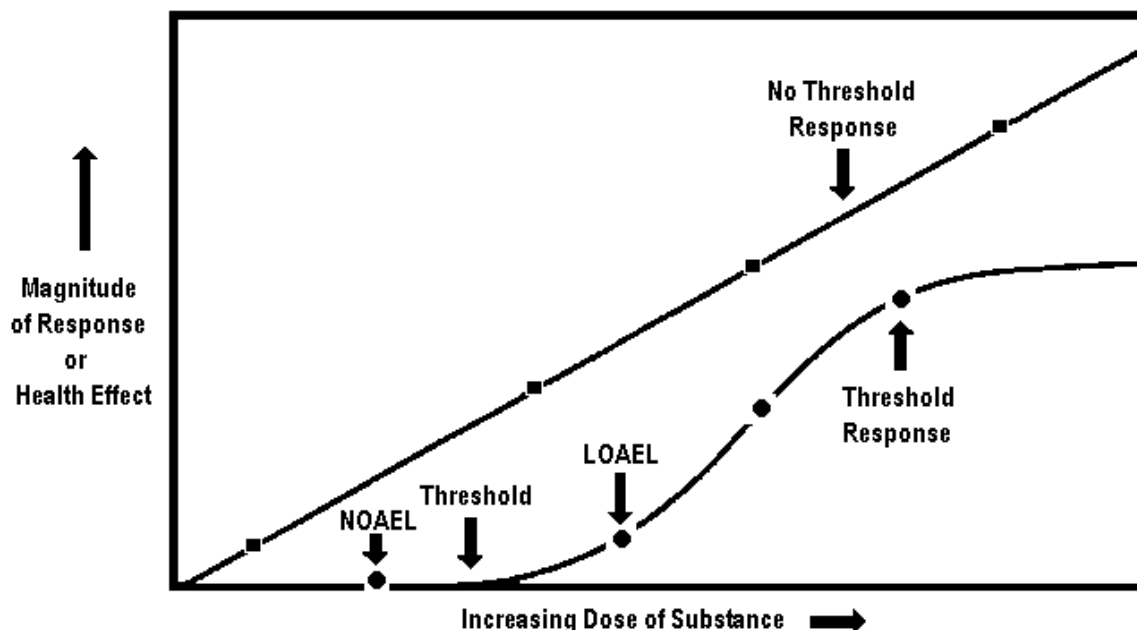 No Threshold
Response
Magnitude
of Response
or
Health Effect
Threshold
Response
LOAEL
Threshold
NOAEL
Increasing Dose of Substance